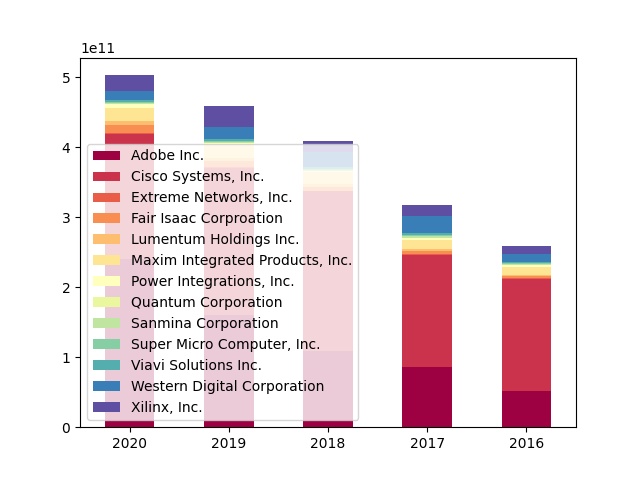 1e11
5
4
3
2
1
0
Adobe Inc.
Cisco Systems, Inc.
Extreme Networks, Inc.
Fair Isaac Corproation
Lumentum Holdings Inc.
Maxim Integrated Products, Inc.
Power Integrations, Inc.
Quantum Corporation
Sanmina Corporation
Super Micro Computer, Inc.
Viavi Solutions Inc.
Western Digital Corporation
Xilinx, Inc.
2020 2019 2018 2017 2016